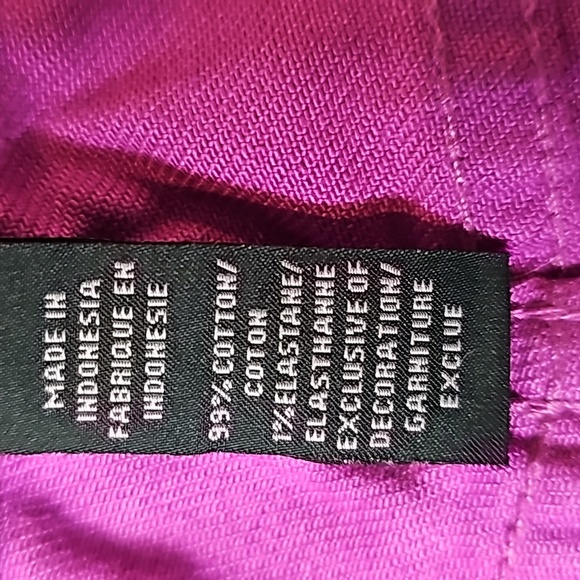 MADE IN
INDONESIA
FABRIQUE EN
INDONESIE
99% COTTON/
COTON
1% ELASTANE/
ELASTHANNE
EXCLUSIVE OF
DECORATION/
GARNITURE
EXCLUE